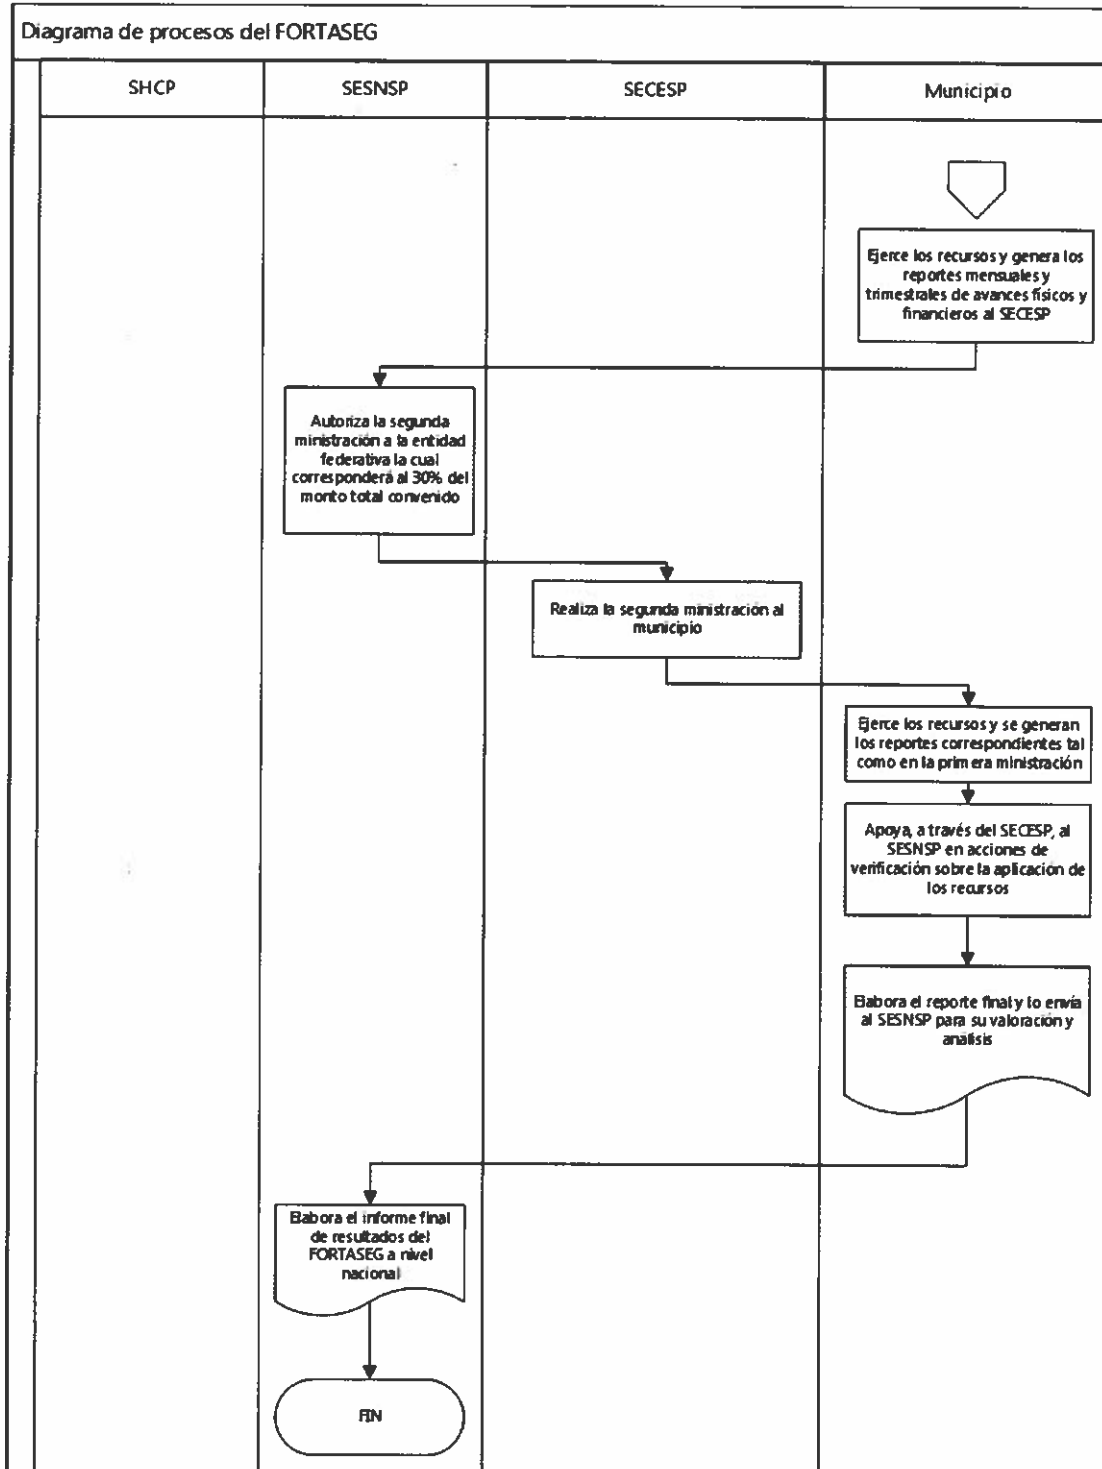 Diagrama de procesos del FORTASEG
SHCP
SESNSP
SECESP
Municipio
Ejerce los recursos y genera los
reportes mensuales y
trimestrales de avances físicos y
financieros al SECESP
Autoriza la segunda
ministración a la entidad
federativa la cual
corresponderá al 30% del
monto total convenido
Realiza la segunda ministración al
municipio
Ejerce los recursos y se generan
los reportes correspondientes tal
como en la primera ministración
Apoya, a través del SECESP, al
SESNSP en acciones de
verificación sobre la aplicación de
los recursos
Elabora el reporte final y lo envía
al SESNSP para su valoración y
análisis
Elabora el informe final
de resultados del
FORTASEG a nivel
nacional
FIN